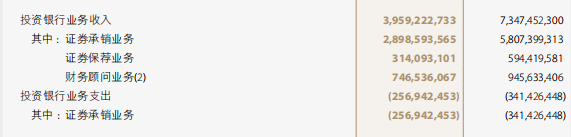 投资银行业务收入 3,959,222,733 7,347,452,300
其中：证券承销业务 2,898,593,565 5,807,399,313
证券保荐业务 314,093,101 594,419,581
财务顾问业务(2) 746,536,067 945,633,406
投资银行业务支出 (256,942,453) (341,426,448)
其中：证券承销业务 (256,942,453) (341,426,448)